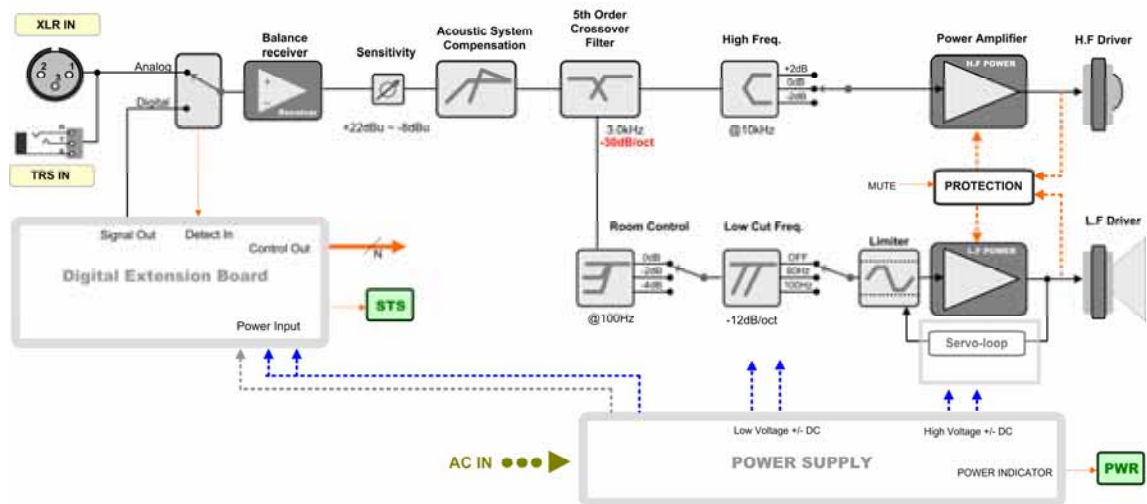 XLR IN
2
1
3
TRS IN
Analog
Digital
Balance
receiver
+
−
Receiver
Sensitivity
+22dBu ~ -8dBu
Acoustic System
Compensation
5th Order
Crossover
Filter
3.0kHz
-30dB/oct
High Freq.
+2dB
0dB
-2dB
@10kHz
Power Amplifier
H.F POWER
H.F Driver
MUTE
PROTECTION
Room Control
0dB
-2dB
-4dB
@100Hz
Low Cut Freq.
OFF
80Hz
100Hz
-12dB/oct
Limiter
L.F POWER
L.F Driver
Servo-loop
Signal Out
Detect In
Control Out
N
Digital Extension Board
STS
Power Input
Low Voltage +/- DC
High Voltage +/- DC
AC IN
POWER SUPPLY
POWER INDICATOR
PWR